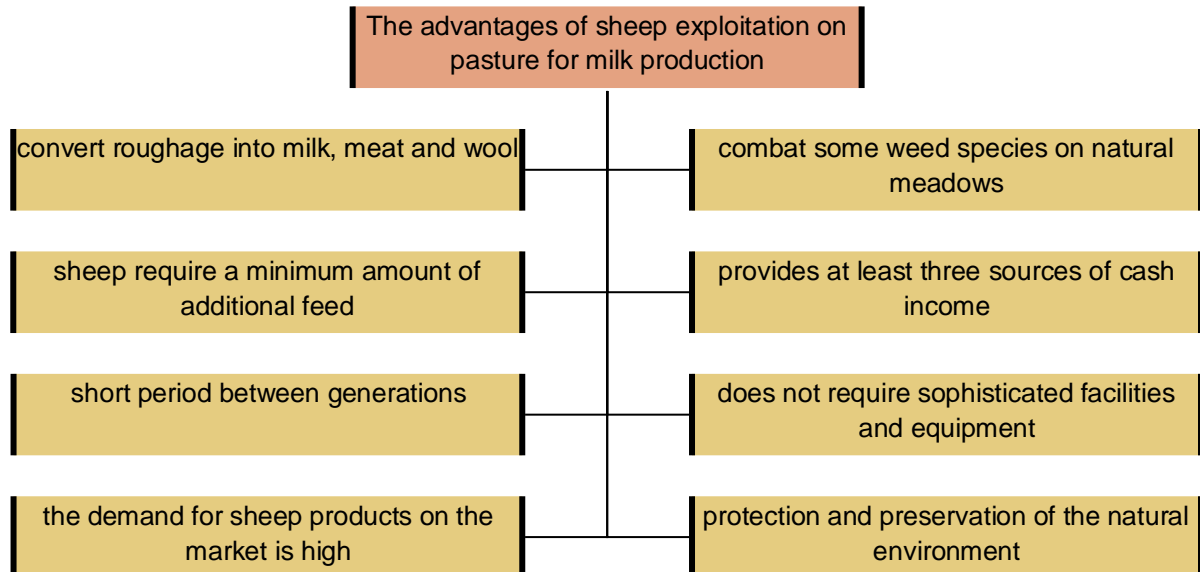 The advantages of sheep exploitation on
pasture for milk production
convert roughage into milk, meat and wool
combat some weed species on natural
meadows
sheep require a minimum amount of
additional feed
provides at least three sources of cash
income
short period between generations
does not require sophisticated facilities
and equipment
the demand for sheep products on the
market is high
protection and preservation of the natural
environment